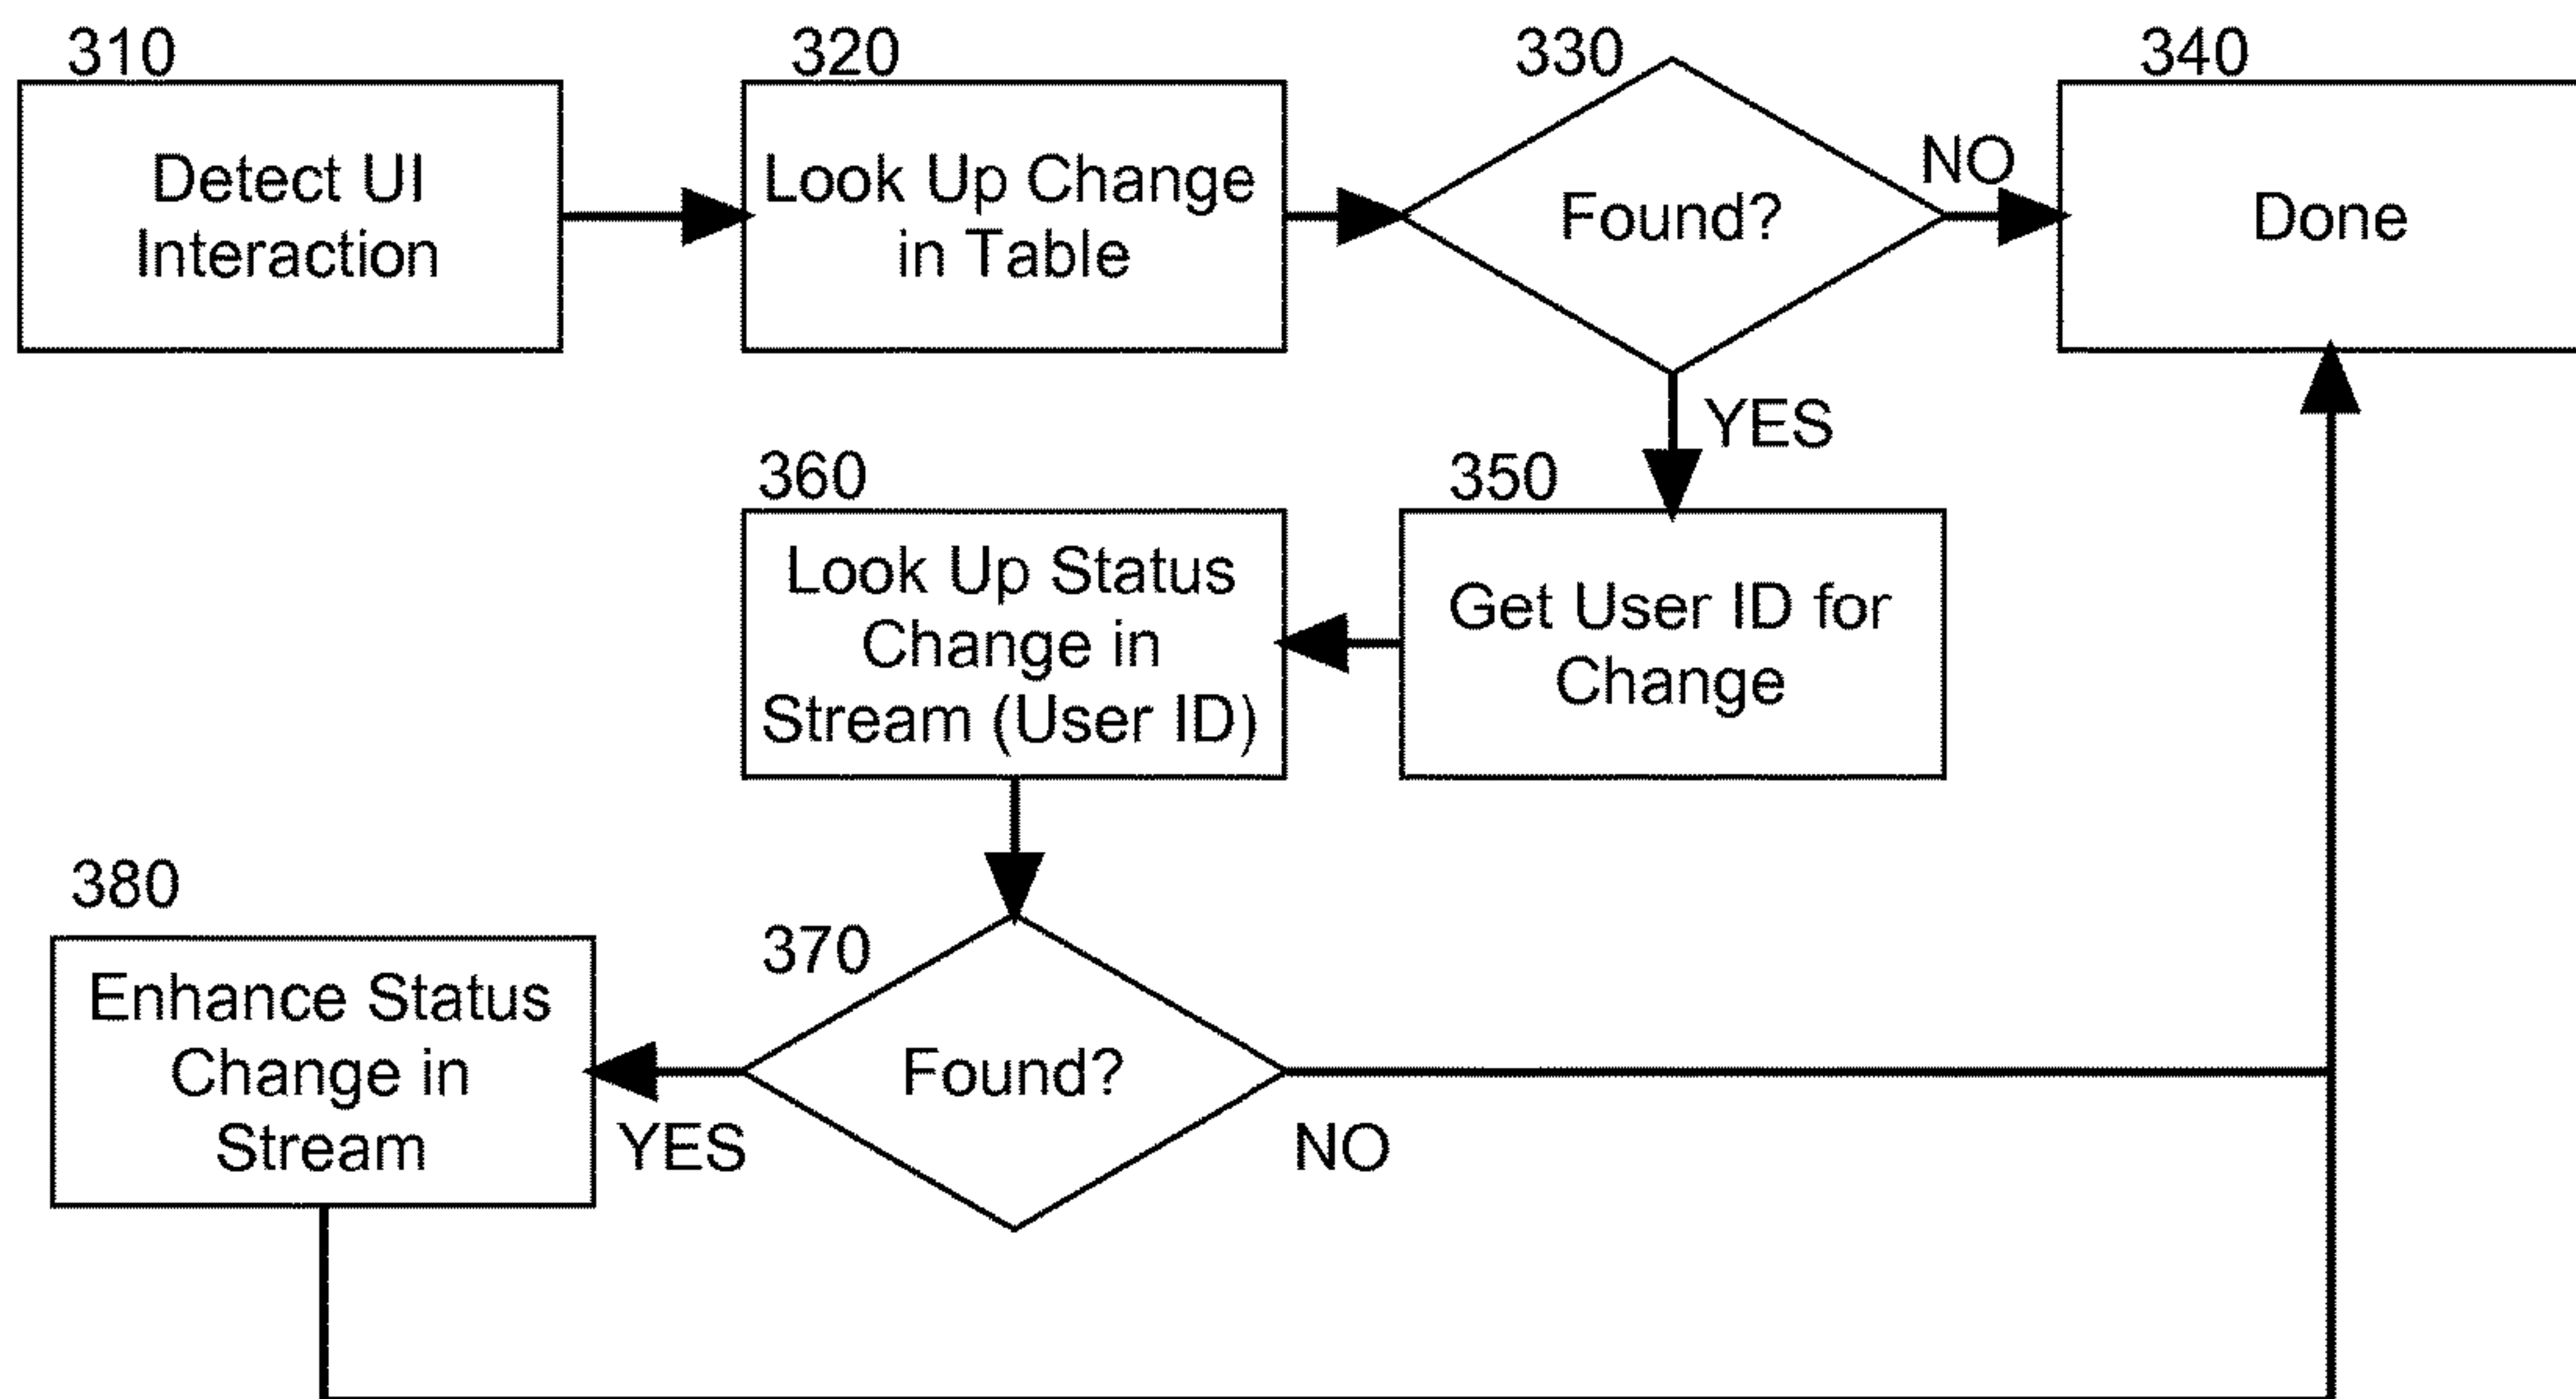 310
Detect UI
Interaction
320
Look Up Change
in Table
330
Found?
NO
340
Done
YES
350
Get User ID for
Change
360
Look Up Status
Change in
Stream (User ID)
370
Found?
YES
NO
380
Enhance Status
Change in
Stream